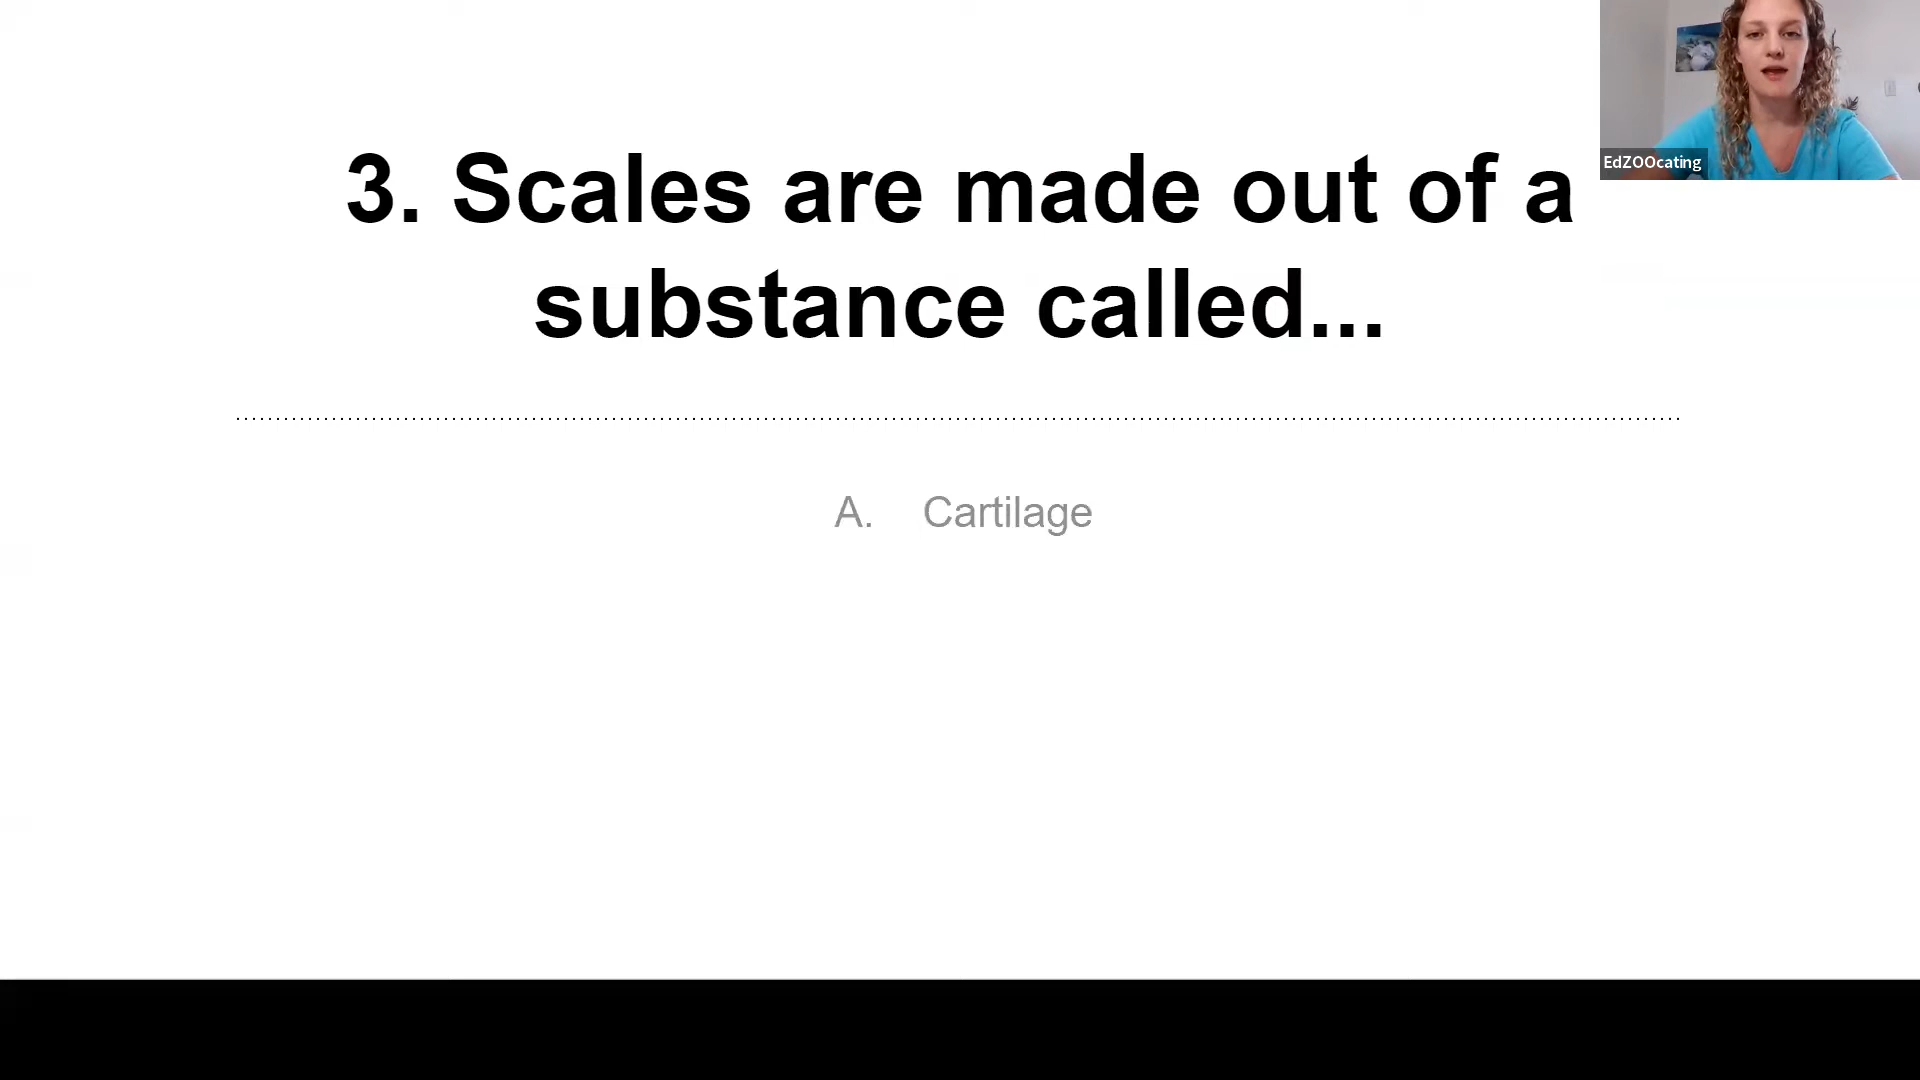 3. Scales are made out of a
substance called...
A. Cartilage
EdZOOcating